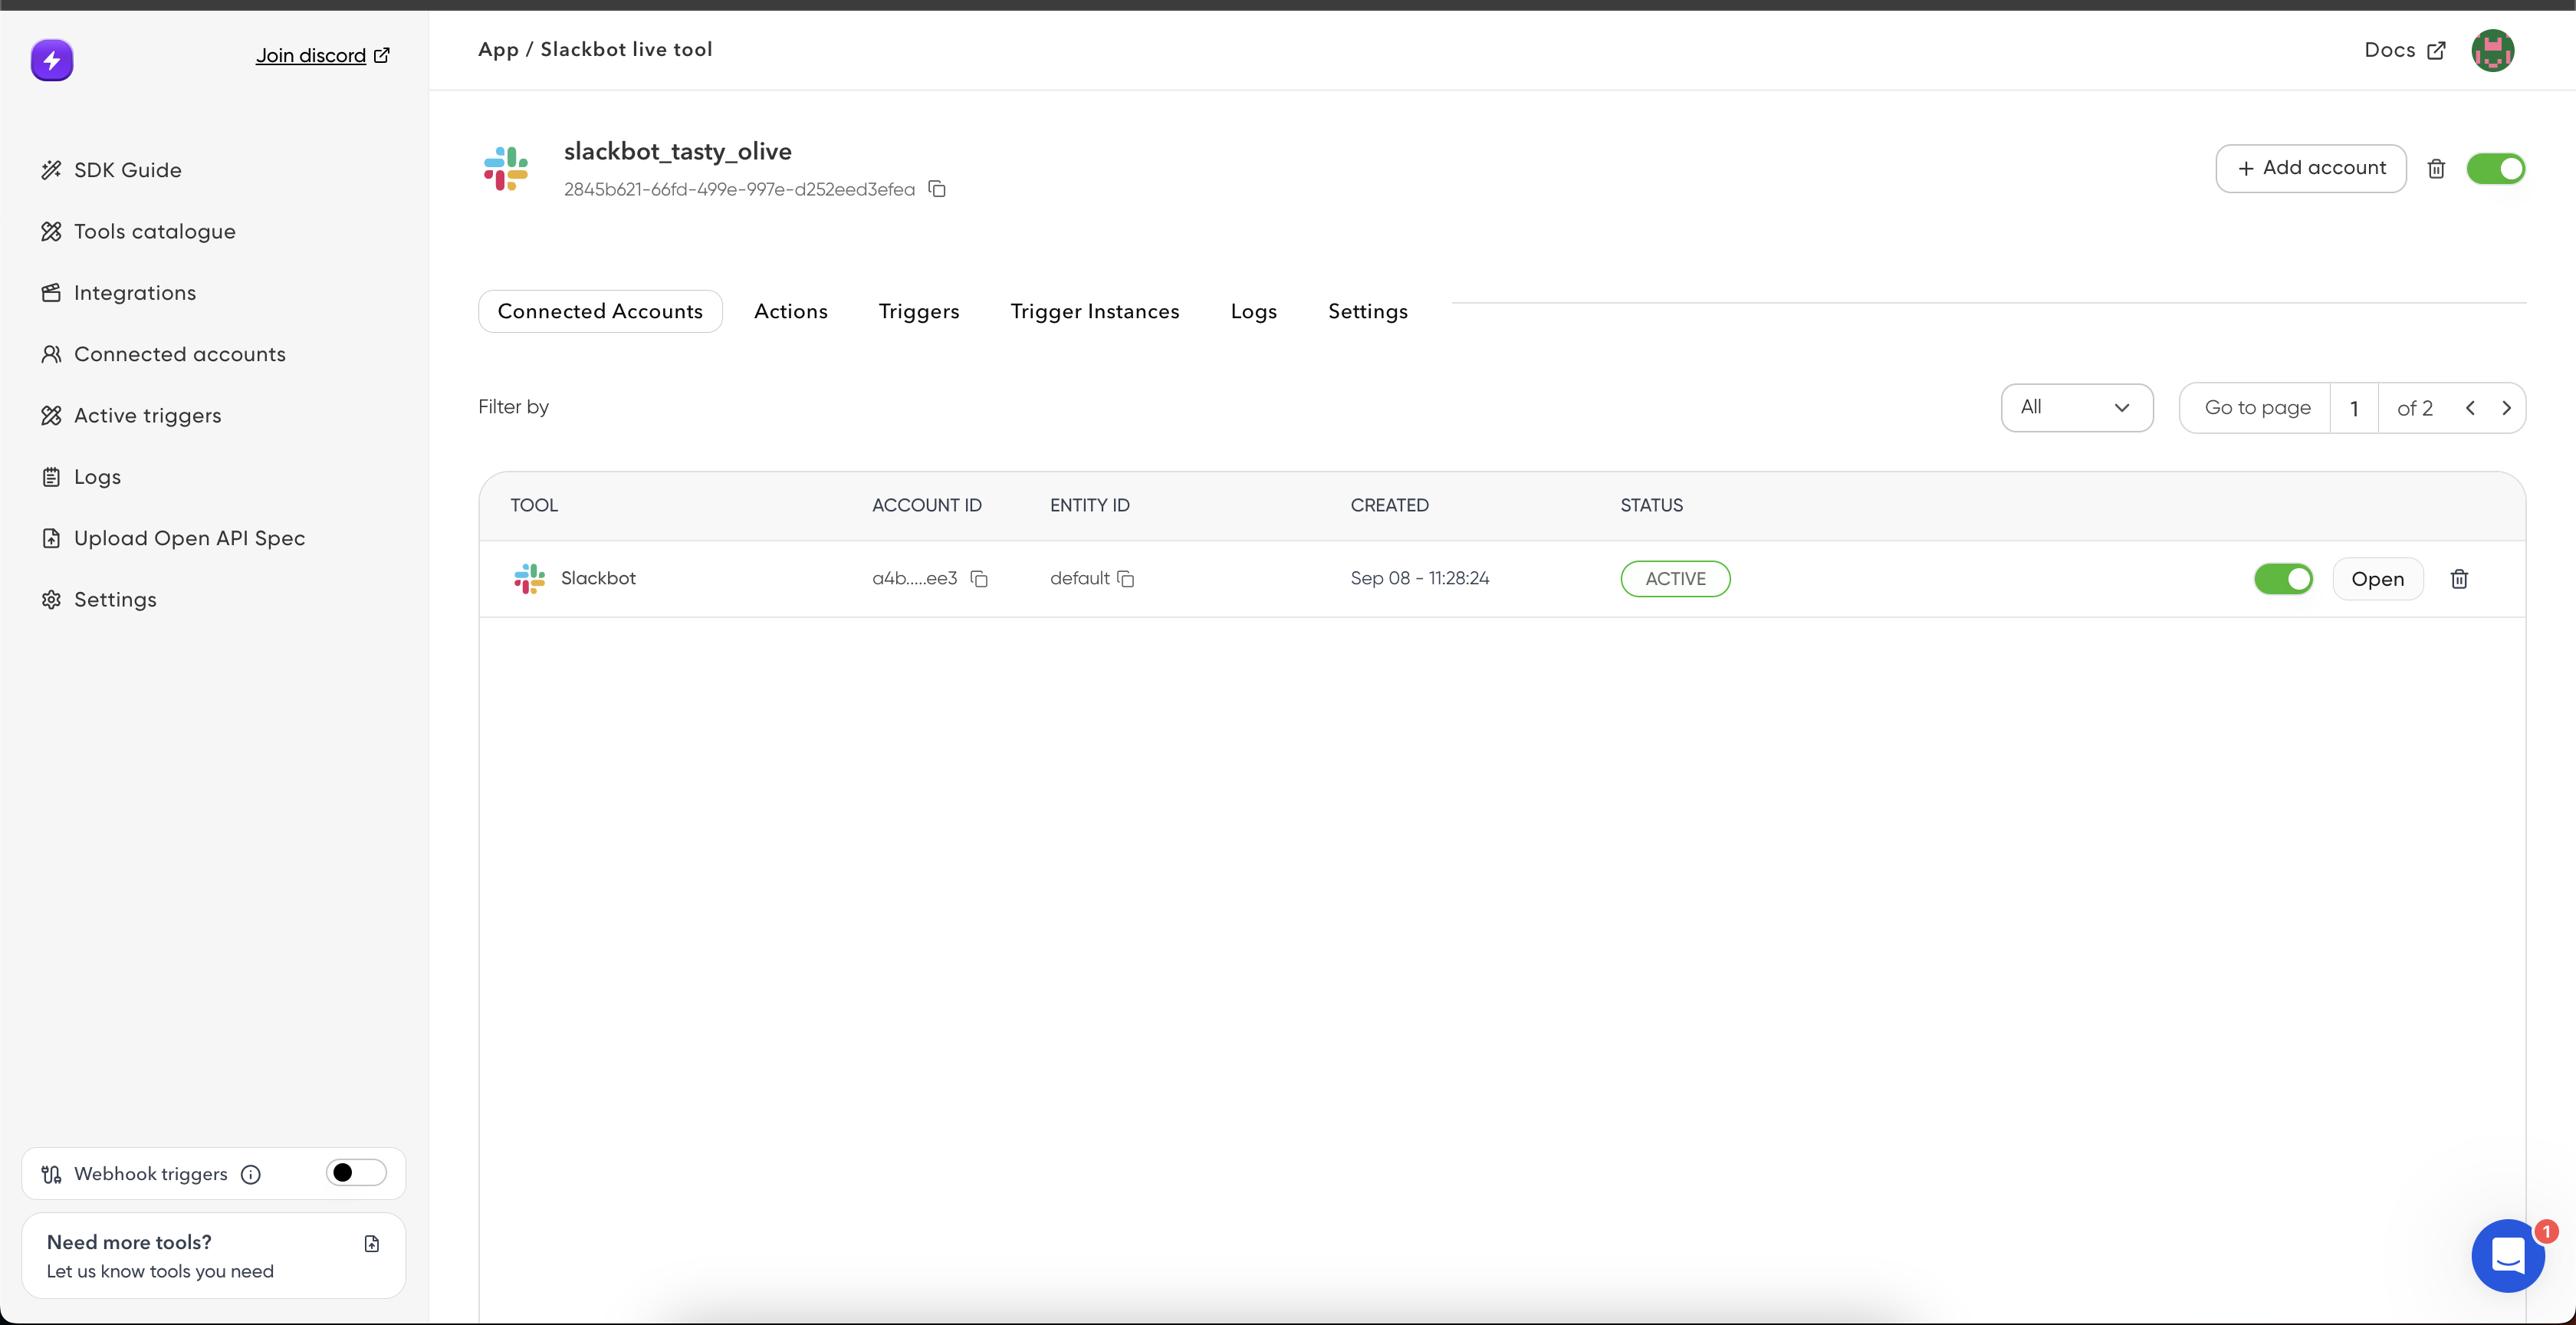 Join discord
App / Slackbot live tool
Docs
SDK Guide
Tools catalogue
Integrations
Connected accounts
Active triggers
Logs
Upload Open API Spec
Settings
slackbot_tasty_olive
2845b621-66fd-499e-997e-d252eed3efea
+ Add account
Connected Accounts Actions Triggers Trigger Instances Logs Settings
Filter by All Go to page 1 of 2
TOOL ACCOUNT ID ENTITY ID CREATED STATUS
Slackbot a4b.....ee3 default Sep 08 - 11:28:24 ACTIVE Open
Webhook triggers
Need more tools?
Let us know tools you need
1